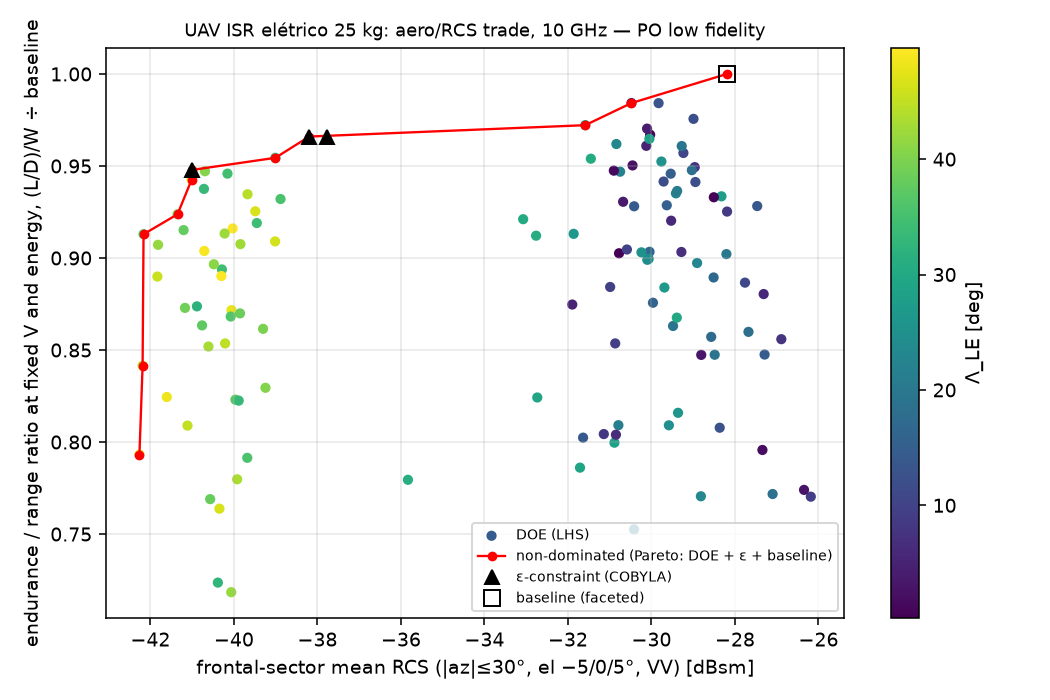 UAV ISR elétrico 25 kg: aero/RCS trade, 10 GHz — PO low fidelity
endurance / range ratio at fixed V and energy, (L/D)/W ÷ baseline
1.00
0.95
0.90
0.85
0.80
0.75
DOE (LHS)
non-dominated (Pareto: DOE + ε + baseline)
ε-constraint (COBYLA)
baseline (faceted)
−42
−40
−38
−36
−34
−32
−30
−28
−26
frontal-sector mean RCS (|az|≤30°, el −5/0/5°, VV) [dBsm]
40
30
20
10
Λ_LE [deg]